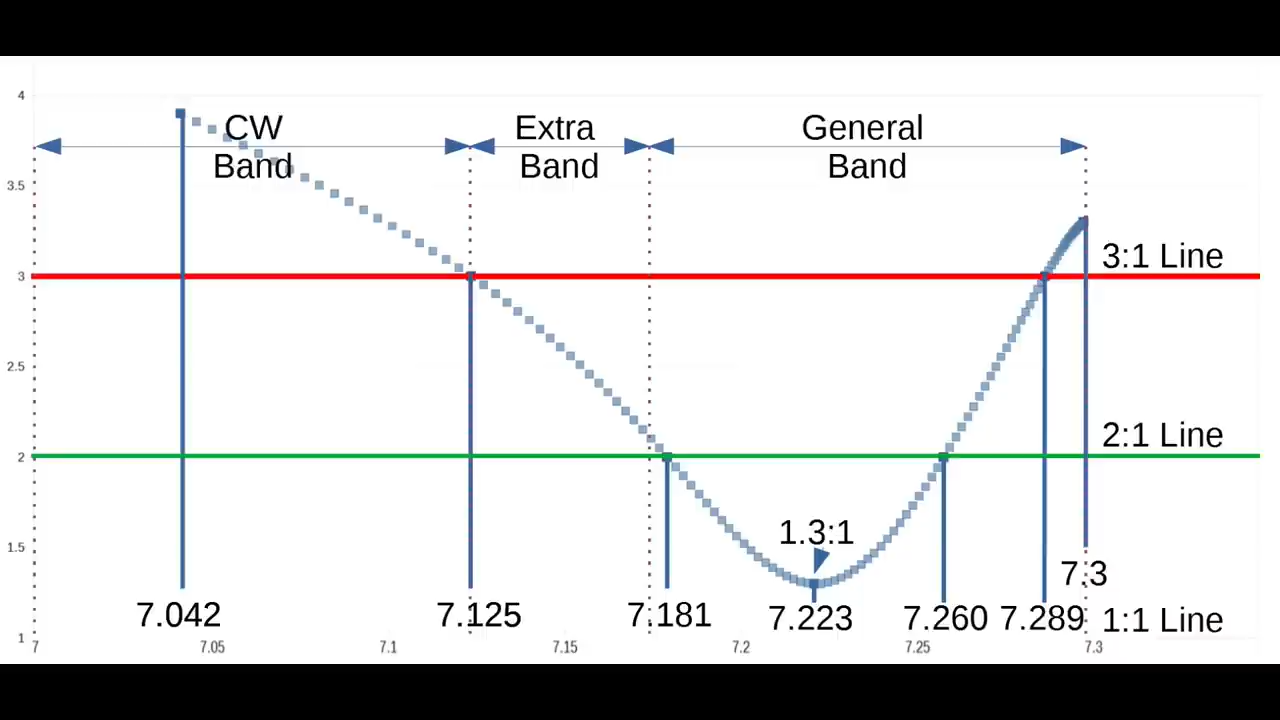 4
CW
Band
Extra
Band
General
Band
3.5
3:1 Line
3
2.5
2:1 Line
2
1.3:1
1.5
7.3
7.042
7.125
7.181
7.223
7.260
7.289
1:1 Line
1
7
7.05
7.1
7.15
7.2
7.25
7.3